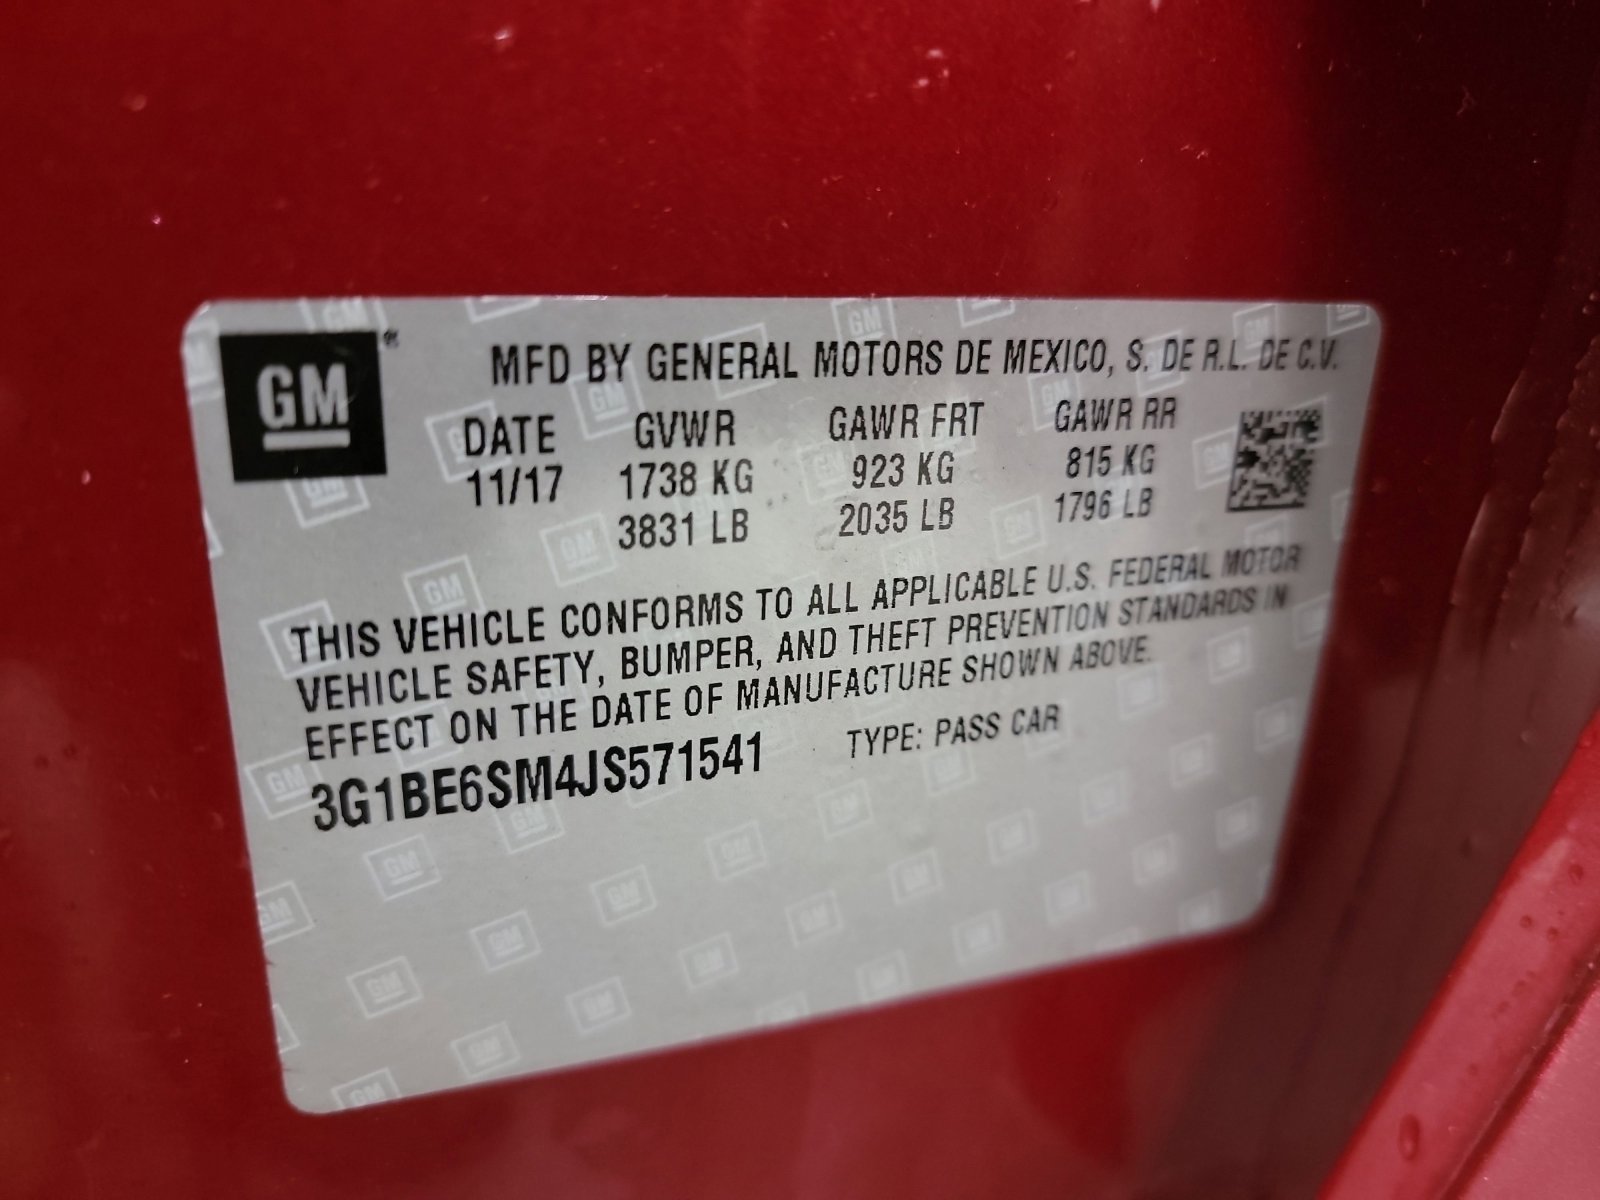 GM®
MFD BY GENERAL MOTORS DE MEXICO, S. DE R.L. DE C.V.
DATE GVWR GAWR FRT GAWR RR
11/17 1738 KG 923 KG 815 KG
3831 LB 2035 LB 1796 LB
THIS VEHICLE CONFORMS TO ALL APPLICABLE U.S. FEDERAL MOTOR
VEHICLE SAFETY, BUMPER, AND THEFT PREVENTION STANDARDS IN
EFFECT ON THE DATE OF MANUFACTURE SHOWN ABOVE.
3G1BE6SM4JS571541 TYPE: PASS CAR